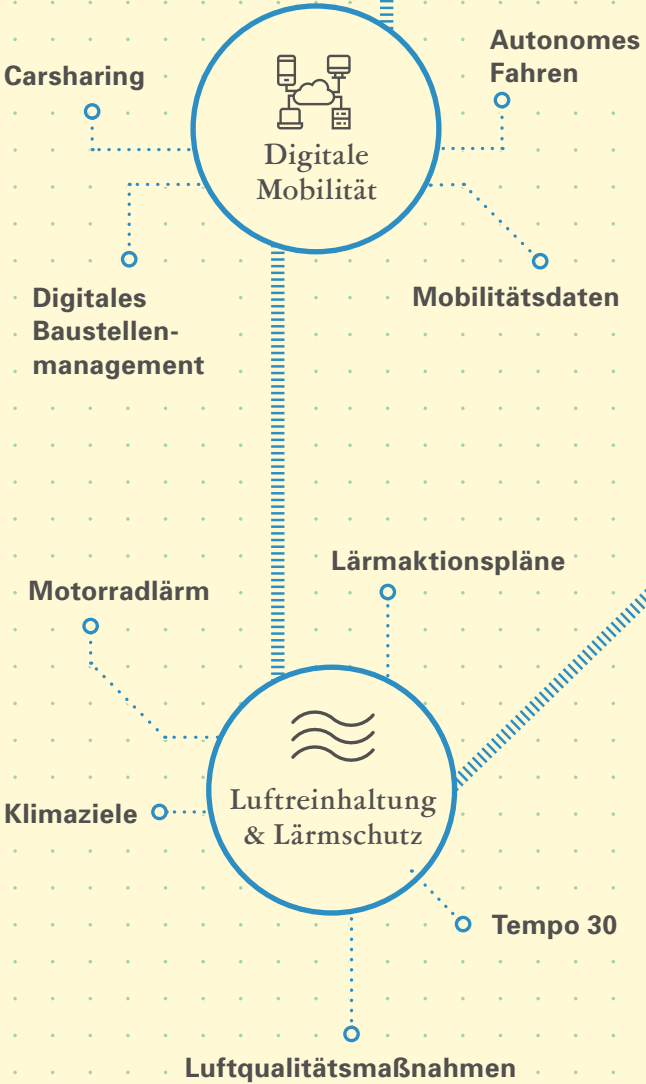 Autonomes
Fahren
Carsharing
Digitale
Mobilität
Digitales
Baustellen-
management
Mobilitätsdaten
Lärmaktionspläne
Motorradlärm
Luftreinhaltung
& Lärmschutz
Klimaziele
Tempo 30
Luftqualitätsmaßnahmen